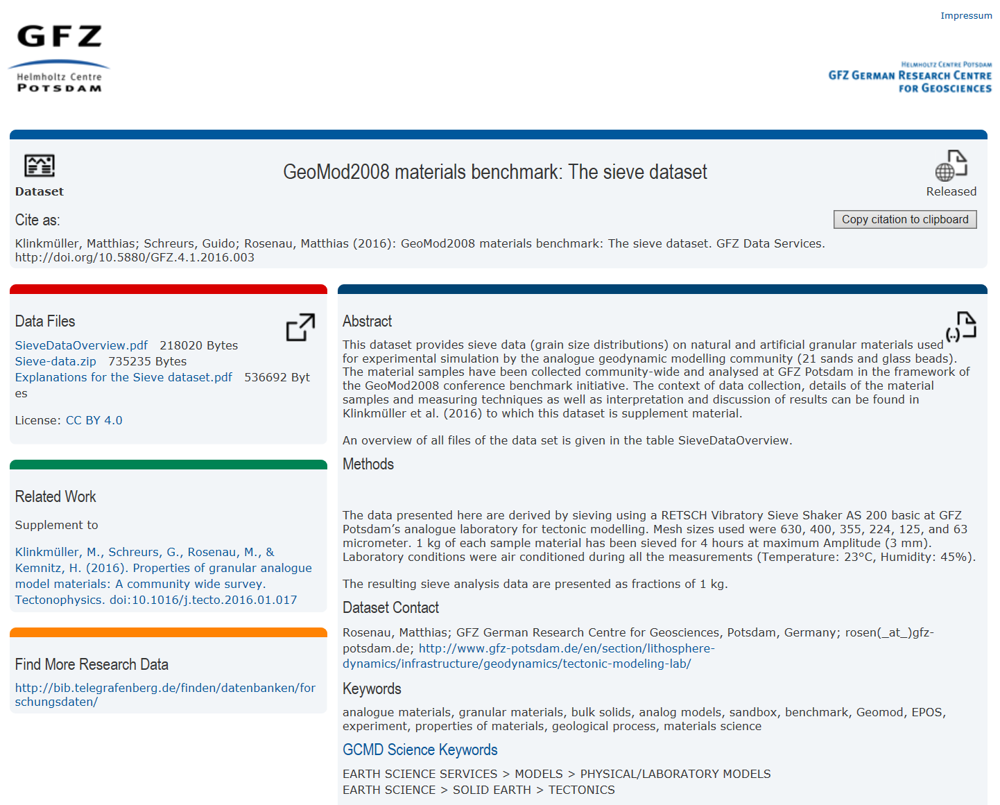 Impressum
GFZ
Helmholtz Centre
POTSDAM
HELMHOLTZ CENTRE POTSDAM
GFZ GERMAN RESEARCH CENTRE
FOR GEOSCIENCES
Dataset
GeoMod2008 materials benchmark: The sieve dataset
Released
Cite as:
Copy citation to clipboard
Klinkmüller, Matthias; Schreurs, Guido; Rosenau, Matthias (2016): GeoMod2008 materials benchmark: The sieve dataset. GFZ Data Services.
http://doi.org/10.5880/GFZ.4.1.2016.003
Data Files
SieveDataOverview.pdf 218020 Bytes
Sieve-data.zip 735235 Bytes
Explanations for the Sieve dataset.pdf 536692 Byt
es
License: CC BY 4.0
Related Work
Supplement to
Klinkmüller, M., Schreurs, G., Rosenau, M., &
Kemnitz, H. (2016). Properties of granular analogue
model materials: A community wide survey.
Tectonophysics. doi:10.1016/j.tecto.2016.01.017
Find More Research Data
http://bib.telegrafenberg.de/finden/datenbanken/for
schungsdaten/
Abstract
(..)
This dataset provides sieve data (grain size distributions) on natural and artificial granular materials used
for experimental simulation by the analogue geodynamic modelling community (21 sands and glass beads).
The material samples have been collected community-wide and analysed at GFZ Potsdam in the framework of
the GeoMod2008 conference benchmark initiative. The context of data collection, details of the material
samples and measuring techniques as well as interpretation and discussion of results can be found in
Klinkmüller et al. (2016) to which this dataset is supplement material.
An overview of all files of the data set is given in the table SieveDataOverview.
Methods
The data presented here are derived by sieving using a RETSCH Vibratory Sieve Shaker AS 200 basic at GFZ
Potsdam’s analogue laboratory for tectonic modelling. Mesh sizes used were 630, 400, 355, 224, 125, and 63
micrometer. 1 kg of each sample material has been sieved for 4 hours at maximum Amplitude (3 mm).
Laboratory conditions were air conditioned during all the measurements (Temperature: 23°C, Humidity: 45%).
The resulting sieve analysis data are presented as fractions of 1 kg.
Dataset Contact
Rosenau, Matthias; GFZ German Research Centre for Geosciences, Potsdam, Germany; rosen(_at_)gfz-
potsdam.de; http://www.gfz-potsdam.de/en/section/lithosphere-
dynamics/infrastructure/geodynamics/tectonic-modeling-lab/
Keywords
analogue materials, granular materials, bulk solids, analog models, sandbox, benchmark, Geomod, EPOS,
experiment, properties of materials, geological process, materials science
GCMD Science Keywords
EARTH SCIENCE SERVICES > MODELS > PHYSICAL/LABORATORY MODELS
EARTH SCIENCE > SOLID EARTH > TECTONICS